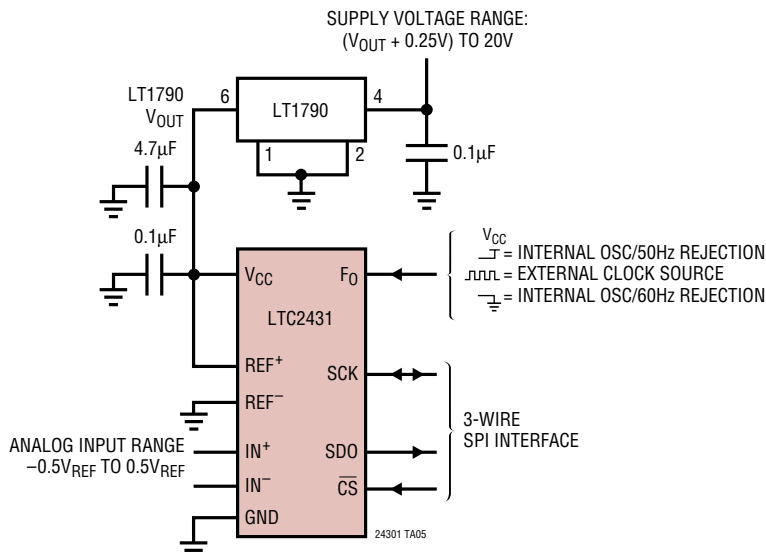 SUPPLY VOLTAGE RANGE:
(VOUT + 0.25V) TO 20V
LT1790
VOUT
6
LT1790
4
1
2
4.7µF
0.1µF
0.1µF
VCC
FO
LTC2431
REF+
SCK
REF–
IN+
SDO
IN–
CS
GND
VCC
= INTERNAL OSC/50Hz REJECTION
= EXTERNAL CLOCK SOURCE
= INTERNAL OSC/60Hz REJECTION
3-WIRE
SPI INTERFACE
ANALOG INPUT RANGE
–0.5VREF TO 0.5VREF
24301 TA05